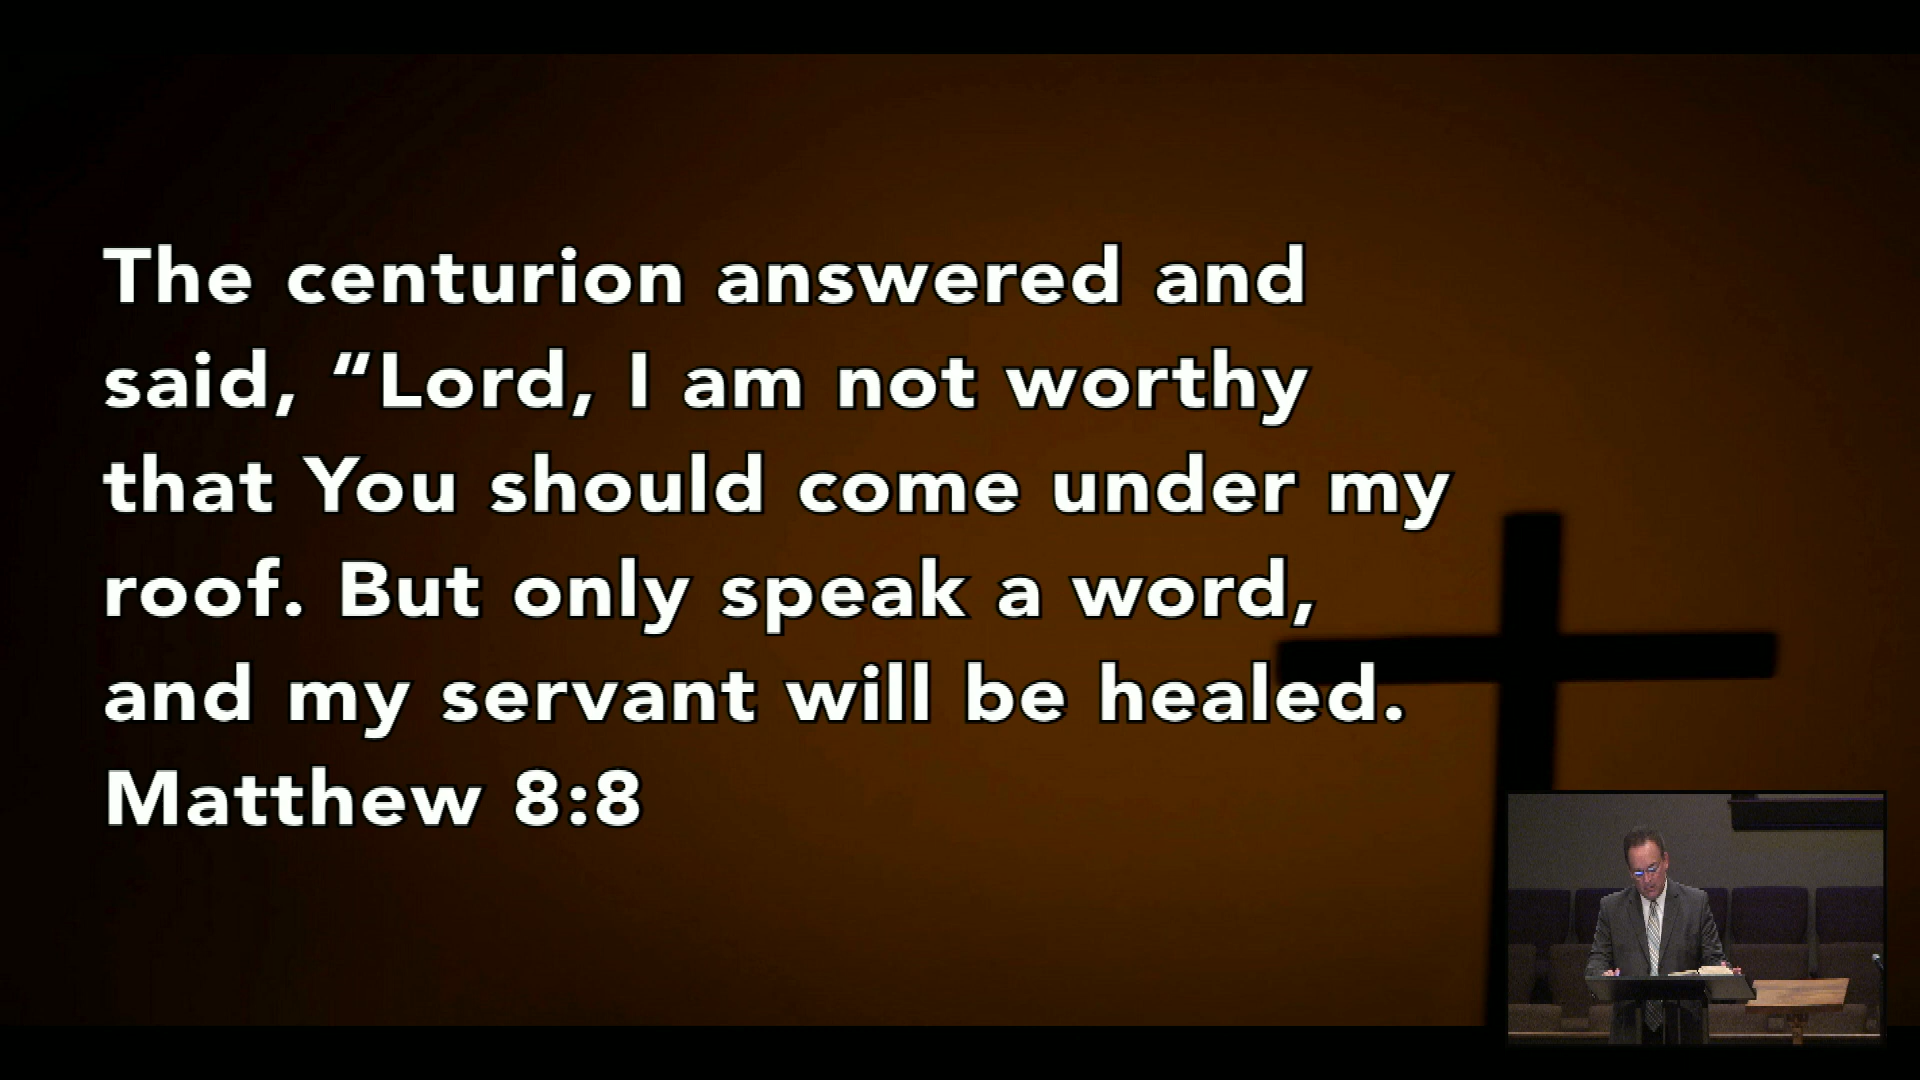 The centurion answered and
said, “Lord, I am not worthy
that You should come under my
roof. But only speak a word,
and my servant will be healed.
Matthew 8:8